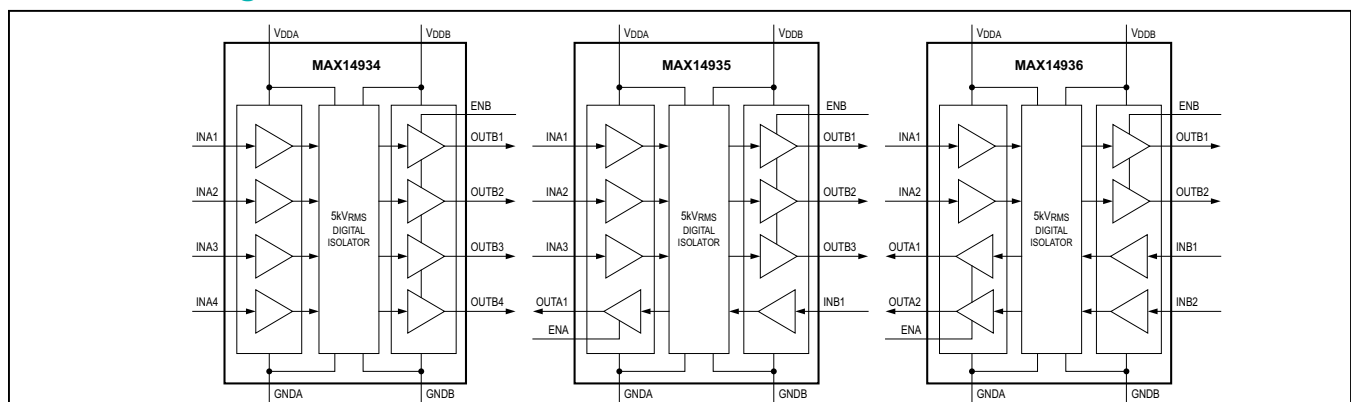 VDDA VDDB
MAX14934
ENB
INA1 OUTB1
INA2 OUTB2
5kVRMS
DIGITAL
ISOLATOR
INA3 OUTB3
INA4 OUTB4
GNDA GNDB
VDDA VDDB
MAX14935
ENB
INA1 OUTB1
INA2 OUTB2
5kVRMS
DIGITAL
ISOLATOR
INA3 OUTB3
OUTA1 INB1
ENA
GNDA GNDB
VDDA VDDB
MAX14936
ENB
INA1 OUTB1
INA2 OUTB2
5kVRMS
DIGITAL
ISOLATOR
OUTA1 INB1
OUTA2 INB2
ENA
GNDA GNDB